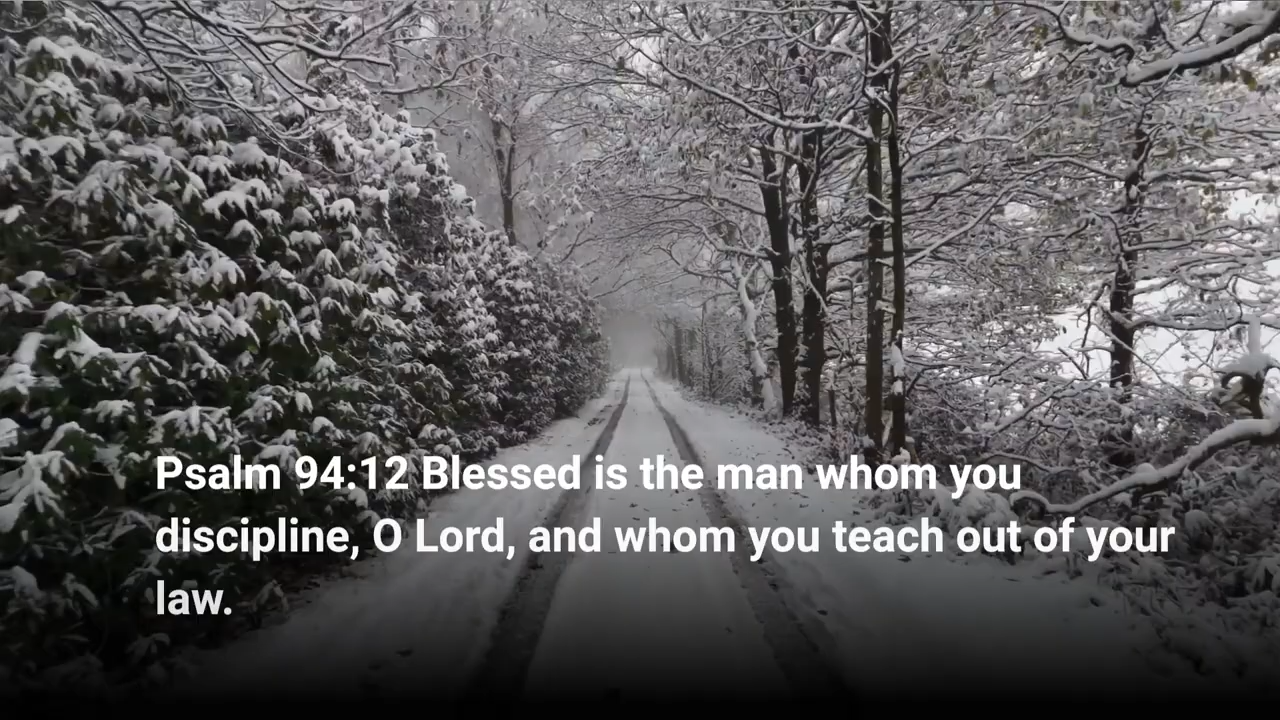 Psalm 94:12 Blessed is the man whom you
discipline, O Lord, and whom you teach out of your
law.